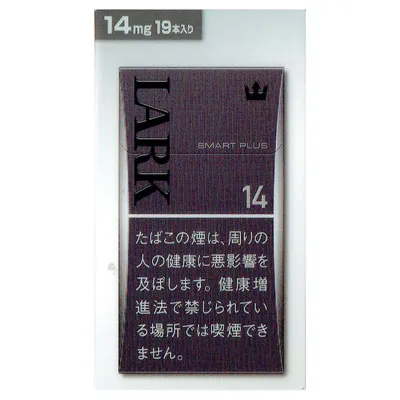 14mg 19本入り
LARK
SMART PLUS
14
たばこの煙は、周りの
人の健康に悪影響を
及ぼします。健康増
進法で禁じられてい
る場所では喫煙でき
ません。